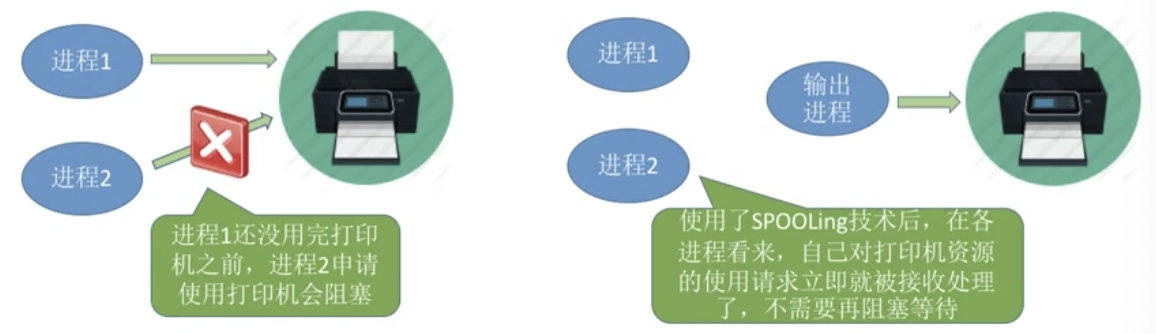 进程1
进程2
进程1还没用完打印
机之前，进程2申请
使用打印机会阻塞
进程1
进程2
输出
进程
使用了SPOOLing技术后，在各
进程看来，自己对打印机资源
的使用请求立即就被接收处理
了，不需要再阻塞等待